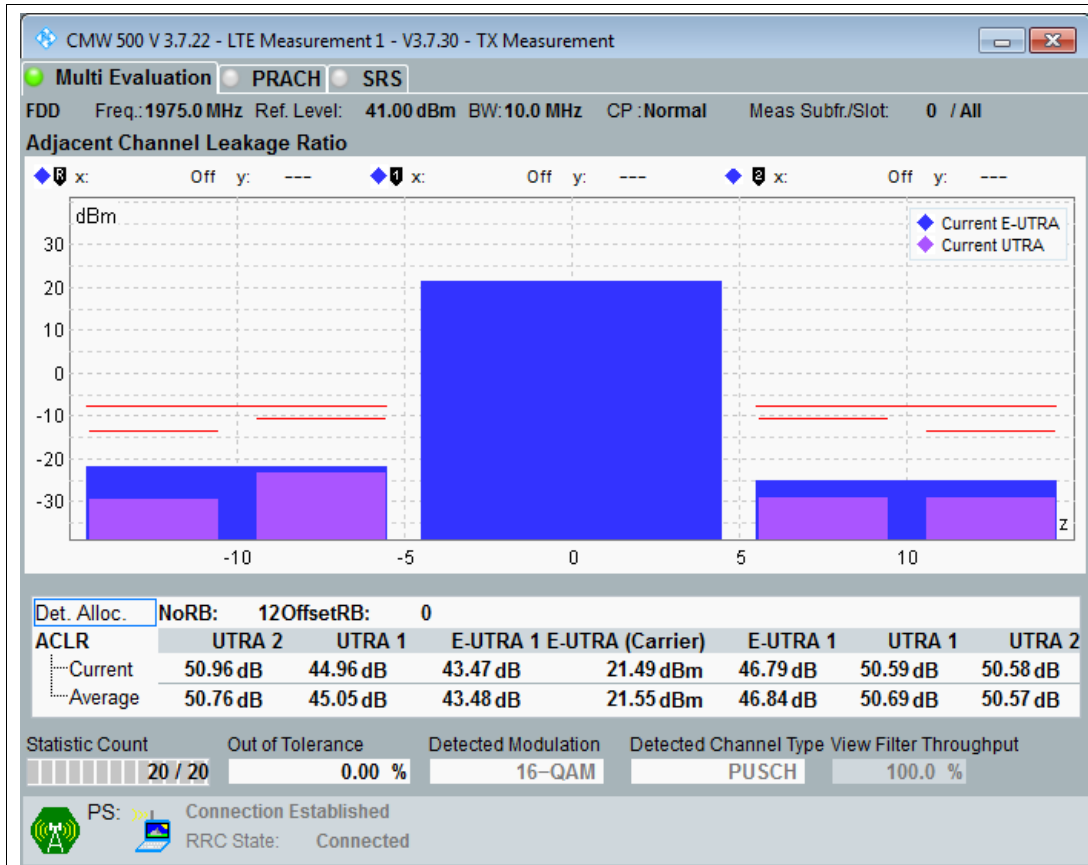 CMW 500 V 3.7.22 - LTE Measurement 1 - V3.7.30 - TX Measurement
Multi Evaluation PRACH SRS
FDD Freq.: 1975.0 MHz Ref. Level: 41.00 dBm BW: 10.0 MHz CP : Normal Meas Subfr./Slot: 0 / All
Adjacent Channel Leakage Ratio
R x: Off y: --- 1 x: Off y: --- 2 x: Off y: ---
dBm
Current E-UTRA
Current UTRA
30
20
10
0
-10
-20
-30
z
-10 -5 0 5 10
Det. Alloc. NoRB: 12 OffsetRB: 0
ACLR UTRA 2 UTRA 1 E-UTRA 1 E-UTRA (Carrier) E-UTRA 1 UTRA 1 UTRA 2
Current 50.96 dB 44.96 dB 43.47 dB 21.49 dBm 46.79 dB 50.59 dB 50.58 dB
Average 50.76 dB 45.05 dB 43.48 dB 21.55 dBm 46.84 dB 50.69 dB 50.57 dB
Statistic Count Out of Tolerance Detected Modulation Detected Channel Type View Filter Throughput
20 / 20 0.00 % 16-QAM PUSCH 100.0 %
PS: Connection Established
RRC State: Connected